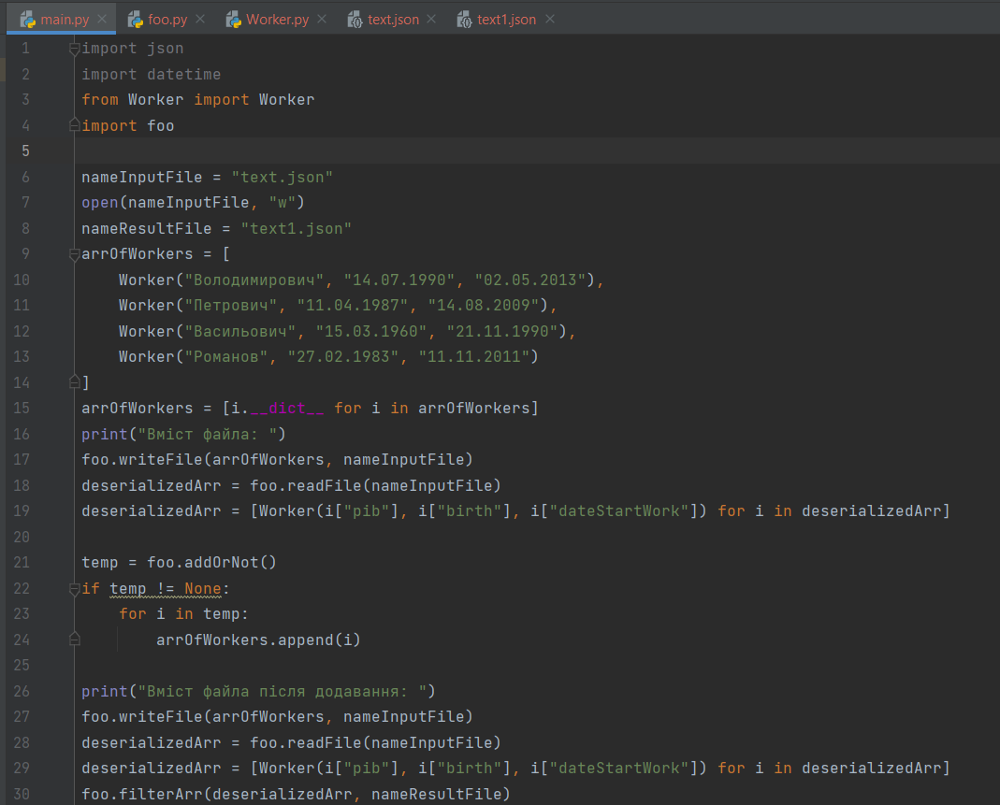 main.py foo.py Worker.py text.json text1.json
1 import json
2 import datetime
3 from Worker import Worker
4 import foo
5
6 nameInputFile = "text.json"
7 open(nameInputFile, "w")
8 nameResultFile = "text1.json"
9 arrOfWorkers = [
10     Worker("Володимирович", "14.07.1990", "02.05.2013"),
11     Worker("Петрович", "11.04.1987", "14.08.2009"),
12     Worker("Васильович", "15.03.1960", "21.11.1990"),
13     Worker("Романов", "27.02.1983", "11.11.2011")
14 ]
15 arrOfWorkers = [i.__dict__ for i in arrOfWorkers]
16 print("Вміст файла: ")
17 foo.writeFile(arrOfWorkers, nameInputFile)
18 deserializedArr = foo.readFile(nameInputFile)
19 deserializedArr = [Worker(i["pib"], i["birth"], i["dateStartWork"]) for i in deserializedArr]
20
21 temp = foo.addOrNot()
22 if temp != None:
23     for i in temp:
24         arrOfWorkers.append(i)
25
26 print("Вміст файла після додавання: ")
27 foo.writeFile(arrOfWorkers, nameInputFile)
28 deserializedArr = foo.readFile(nameInputFile)
29 deserializedArr = [Worker(i["pib"], i["birth"], i["dateStartWork"]) for i in deserializedArr]
30 foo.filterArr(deserializedArr, nameResultFile)